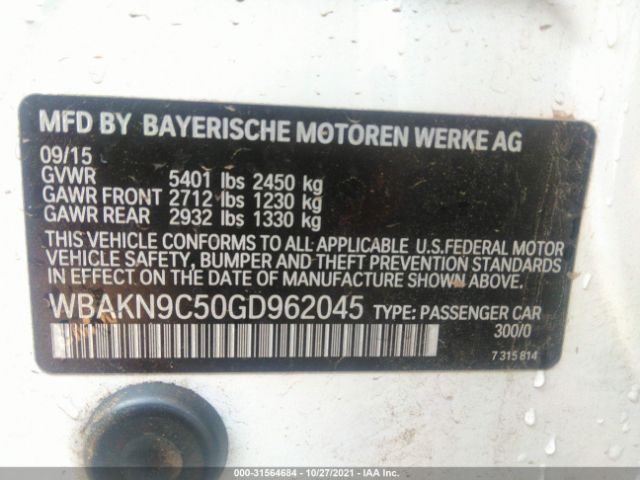 MFD BY BAYERISCHE MOTOREN WERKE AG
09/15
GVWR 5401 lbs 2450 kg
GAWR FRONT 2712 lbs 1230 kg
GAWR REAR 2932 lbs 1330 kg
THIS VEHICLE CONFORMS TO ALL APPLICABLE U.S.FEDERAL MOTOR
VEHICLE SAFETY, BUMPER AND THEFT PREVENTION STANDARDS
IN EFFECT ON THE DATE OF MANUFACTURE SHOWN ABOVE.
WBAKN9C50GD962045 TYPE: PASSENGER CAR
300/0
7 315 814
000-31564684 | 10/27/2021 | IAA Inc.